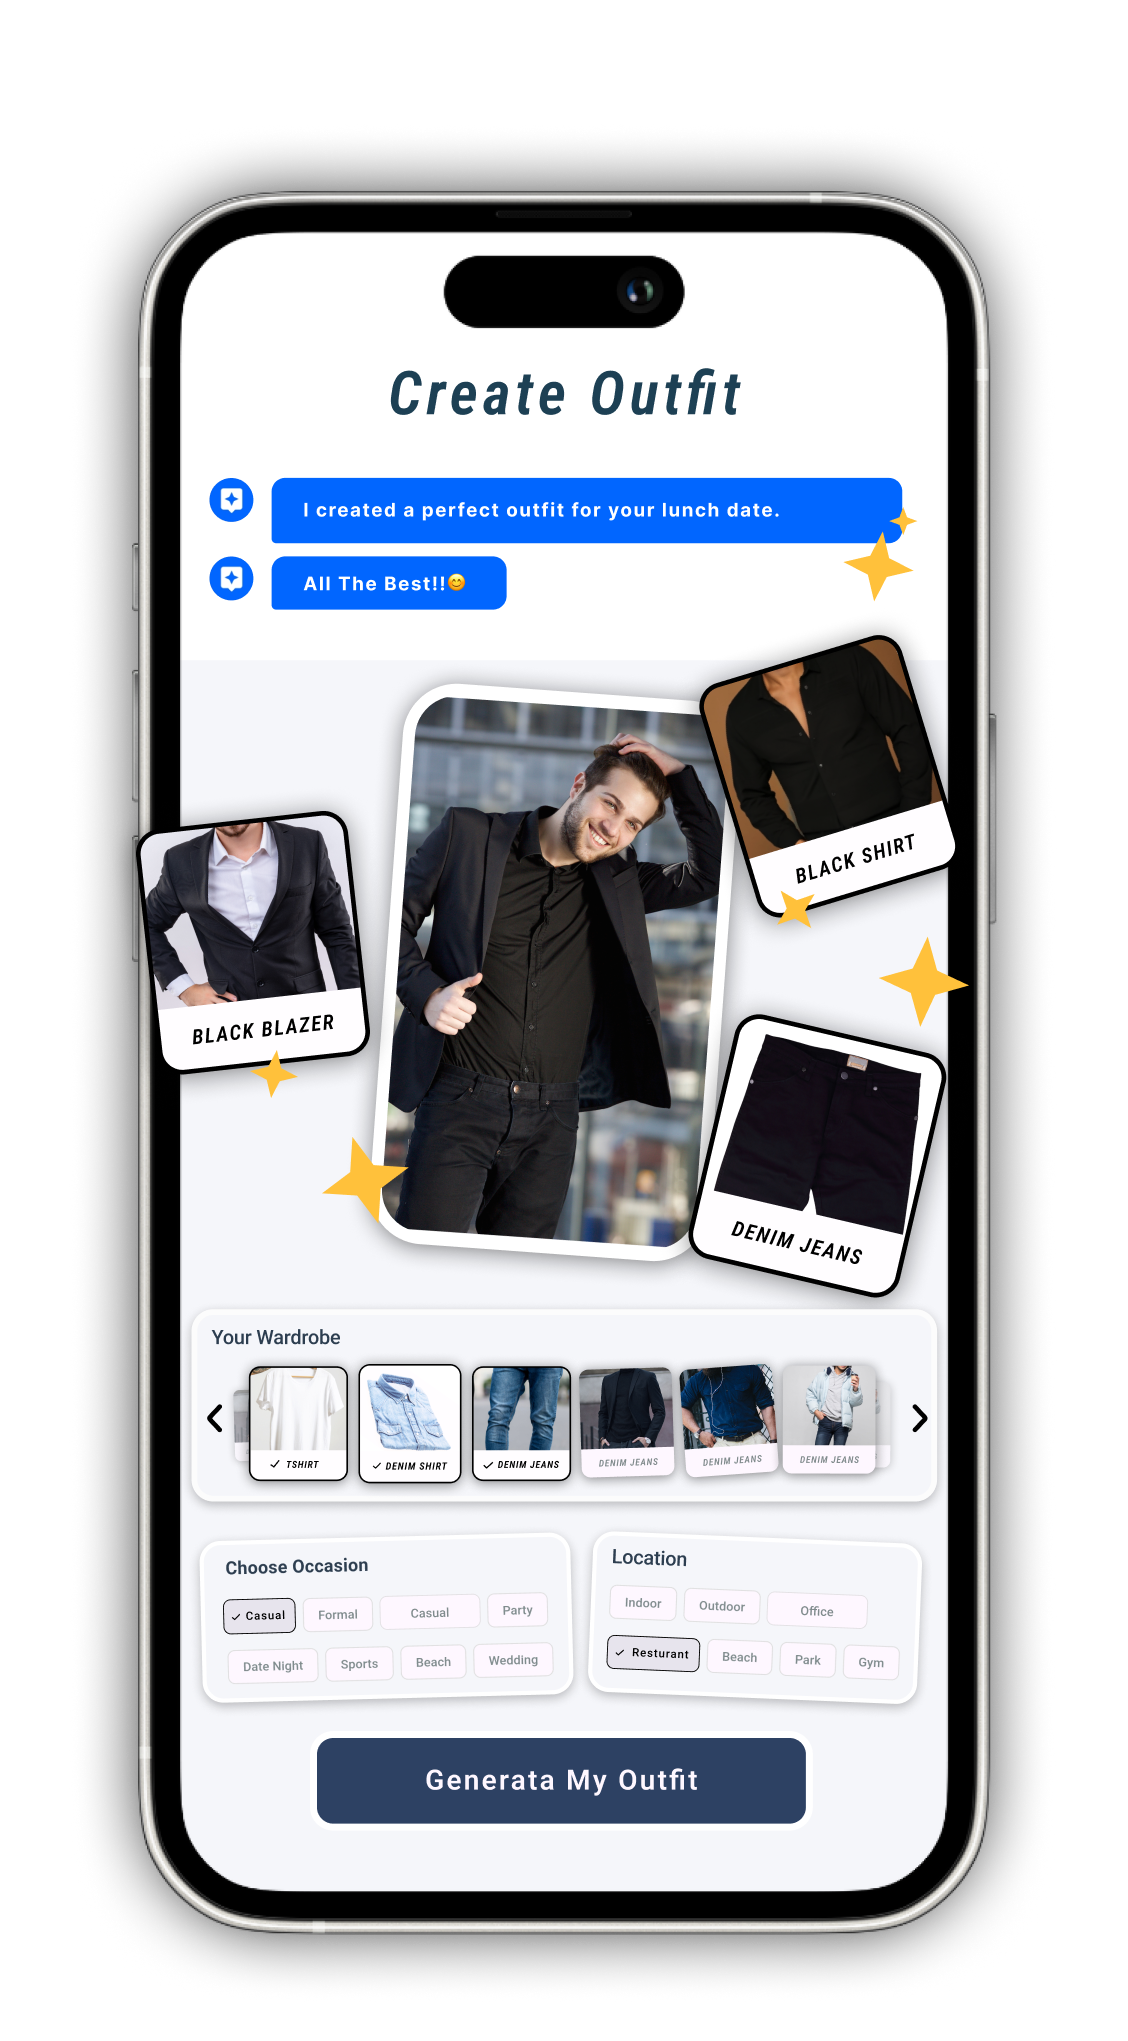 Create Outfit
I created a perfect outfit for your lunch date.
All The Best!!😊
BLACK SHIRT
BLACK BLAZER
DENIM JEANS
Your Wardrobe
TSHIRT
DENIM SHIRT
DENIM JEANS
DENIM JEANS
DENIM JEANS
DENIM JEANS
Choose Occasion
Casual
Formal
Casual
Party
Date Night
Sports
Beach
Wedding
Location
Indoor
Outdoor
Office
Resturant
Beach
Park
Gym
Generata My Outfit